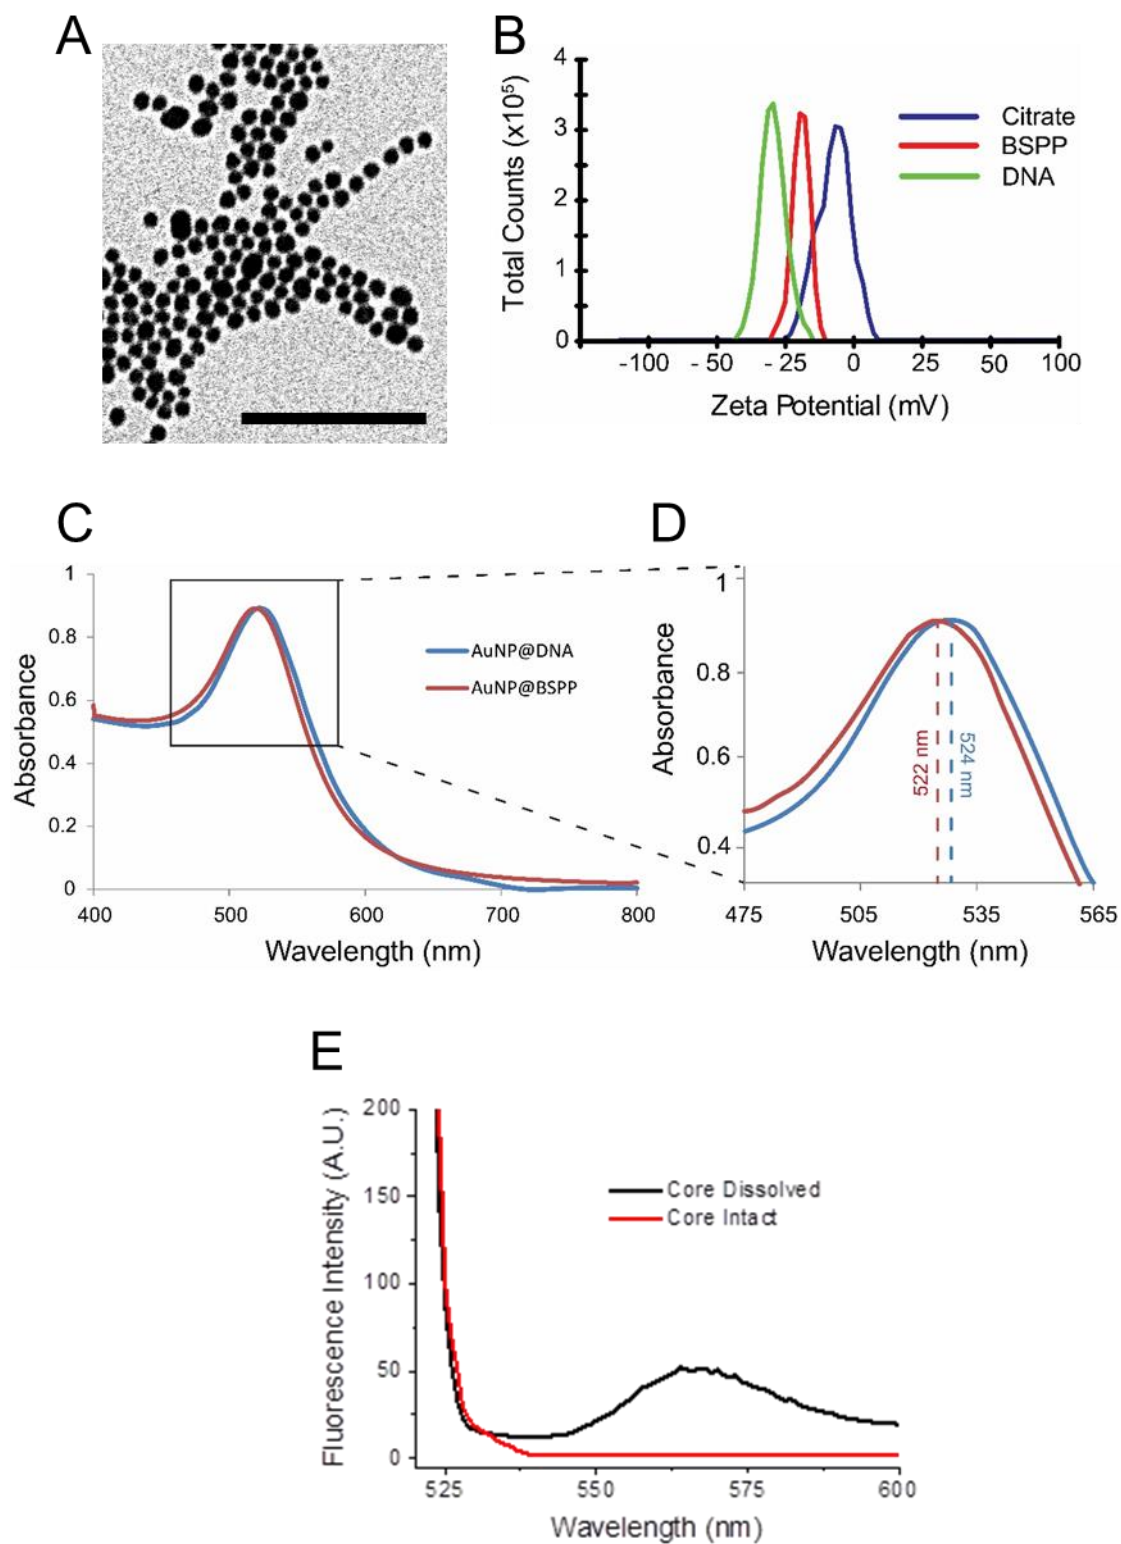 A
B
4
3
2
1
0
Total Counts (x10⁵)
Citrate
BSPP
DNA
-100 - 50 - 25 0 25 50 100
Zeta Potential (mV)
C
1
0.8
0.6
0.4
0.2
0
Absorbance
AuNP@DNA
AuNP@BSPP
400 500 600 700 800
Wavelength (nm)
D
1
0.8
0.6
0.4
Absorbance
522 nm
524 nm
475 505 535 565
Wavelength (nm)
E
200
150
100
50
0
Fluorescence Intensity (A.U.)
Core Dissolved
Core Intact
525 550 575 600
Wavelength (nm)